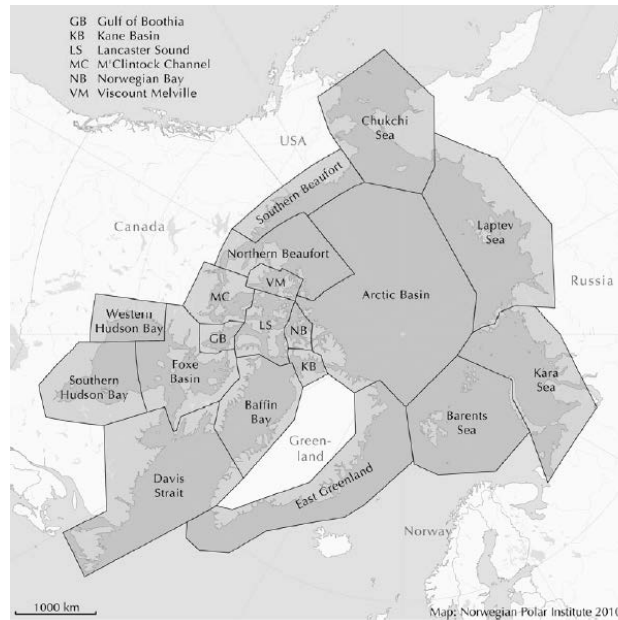 GB Gulf of Boothia
KB Kane Basin
LS Lancaster Sound
MC M'Clintock Channel
NB Norwegian Bay
VM Viscount Melville
Chukchi
Sea
USA
Southern Beaufort
Laptev
Sea
Canada
Northern Beaufort
VM
Russia
MC
Arctic Basin
Western
Hudson Bay
LS
NB
GB
Foxe
Basin
KB
Kara
Sea
Southern
Hudson Bay
Baffin
Bay
Barents
Sea
Green-
land
East Greenland
Davis
Strait
Norway
1000 km
Map: Norwegian Polar Institute 2010